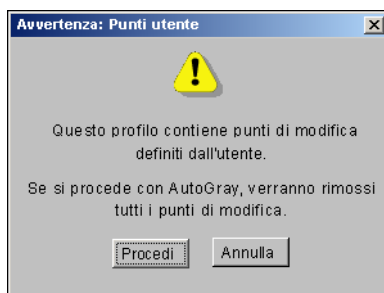 Avvertenza: Punti utente
Questo profilo contiene punti di modifica
definiti dall'utente.
Se si procede con AutoGray, verranno rimossi
tutti i punti di modifica.
Procedi
Annulla